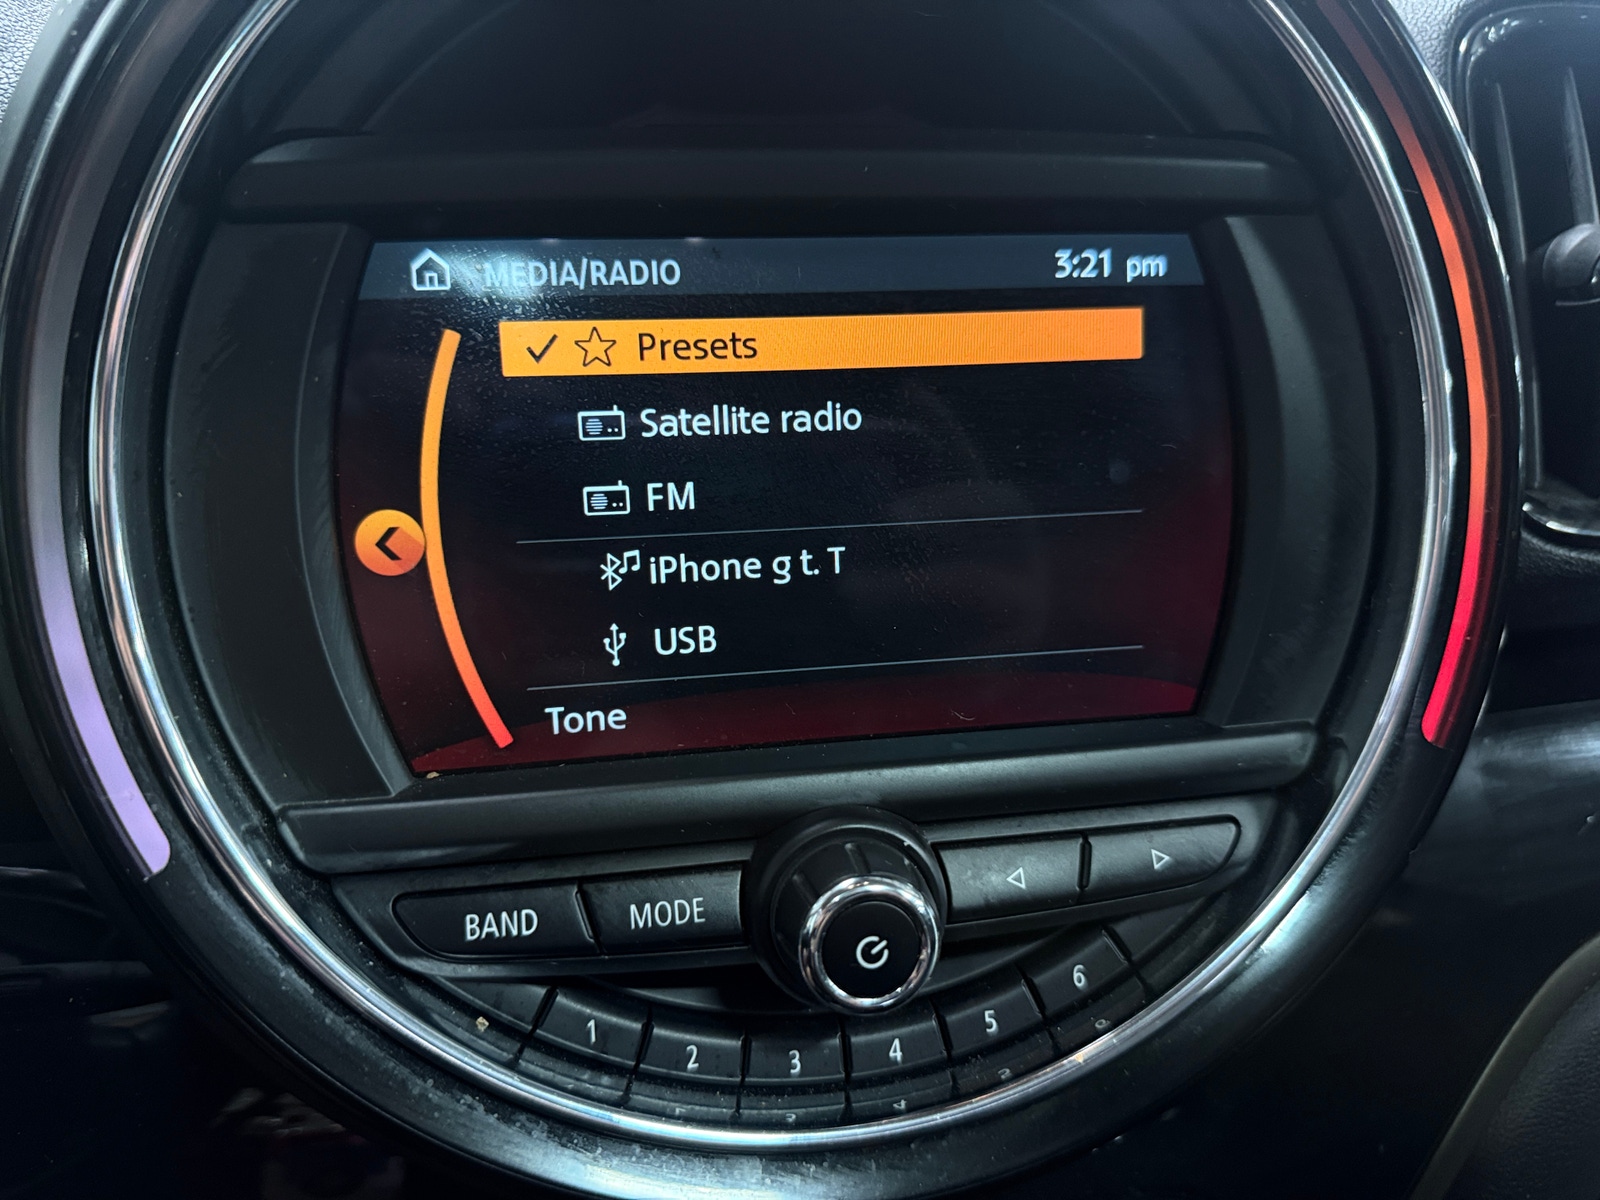 MEDIA/RADIO 3:21 pm
Presets
Satellite radio
FM
iPhone g t. T
USB
Tone
BAND MODE
1 2 3 4 5 6